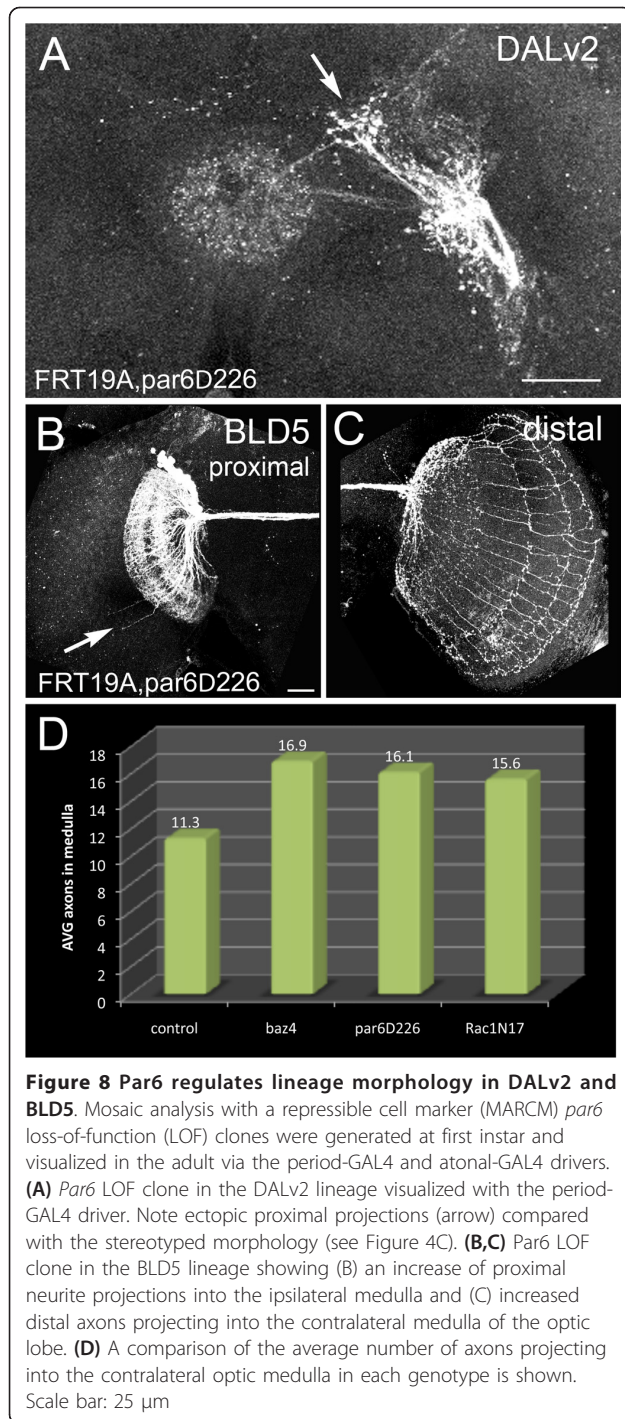 A
DALv2
FRT19A,par6D226
B
BLD5
proximal
C
distal
FRT19A,par6D226
D
18
16
14
12
10
8
6
4
2
0
AVG axons in medulla
11.3
16.9
16.1
15.6
control
baz4
par6D226
Rac1N17
Figure 8 Par6 regulates lineage morphology in DALv2 and
BLD5. Mosaic analysis with a repressible cell marker (MARCM) par6
loss-of-function (LOF) clones were generated at first instar and
visualized in the adult via the period-GAL4 and atonal-GAL4 drivers.
(A) Par6 LOF clone in the DALv2 lineage visualized with the period-
GAL4 driver. Note ectopic proximal projections (arrow) compared
with the stereotyped morphology (see Figure 4C). (B,C) Par6 LOF
clone in the BLD5 lineage showing (B) an increase of proximal
neurite projections into the ipsilateral medulla and (C) increased
distal axons projecting into the contralateral medulla of the optic
lobe. (D) A comparison of the average number of axons projecting
into the contralateral optic medulla in each genotype is shown.
Scale bar: 25 μm